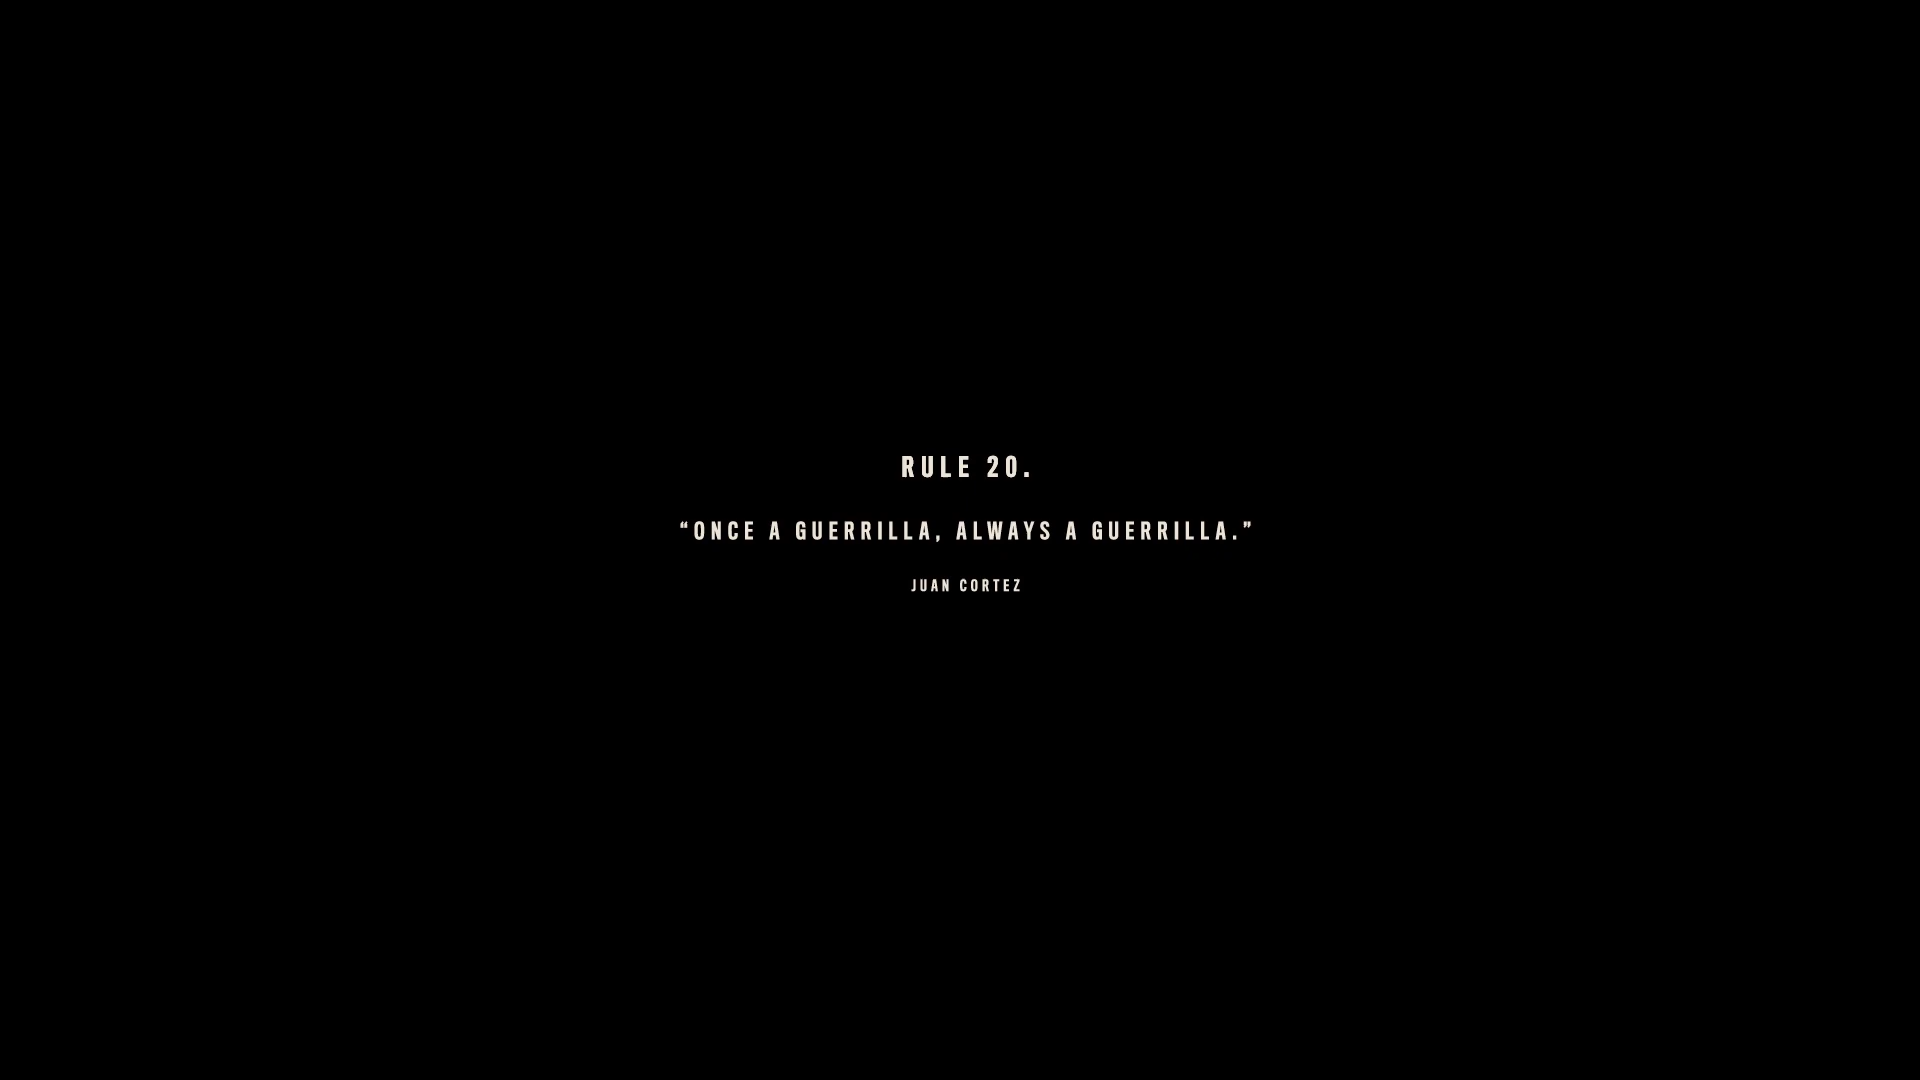 RULE 20.
“ONCE A GUERRILLA, ALWAYS A GUERRILLA.”
JUAN CORTEZ